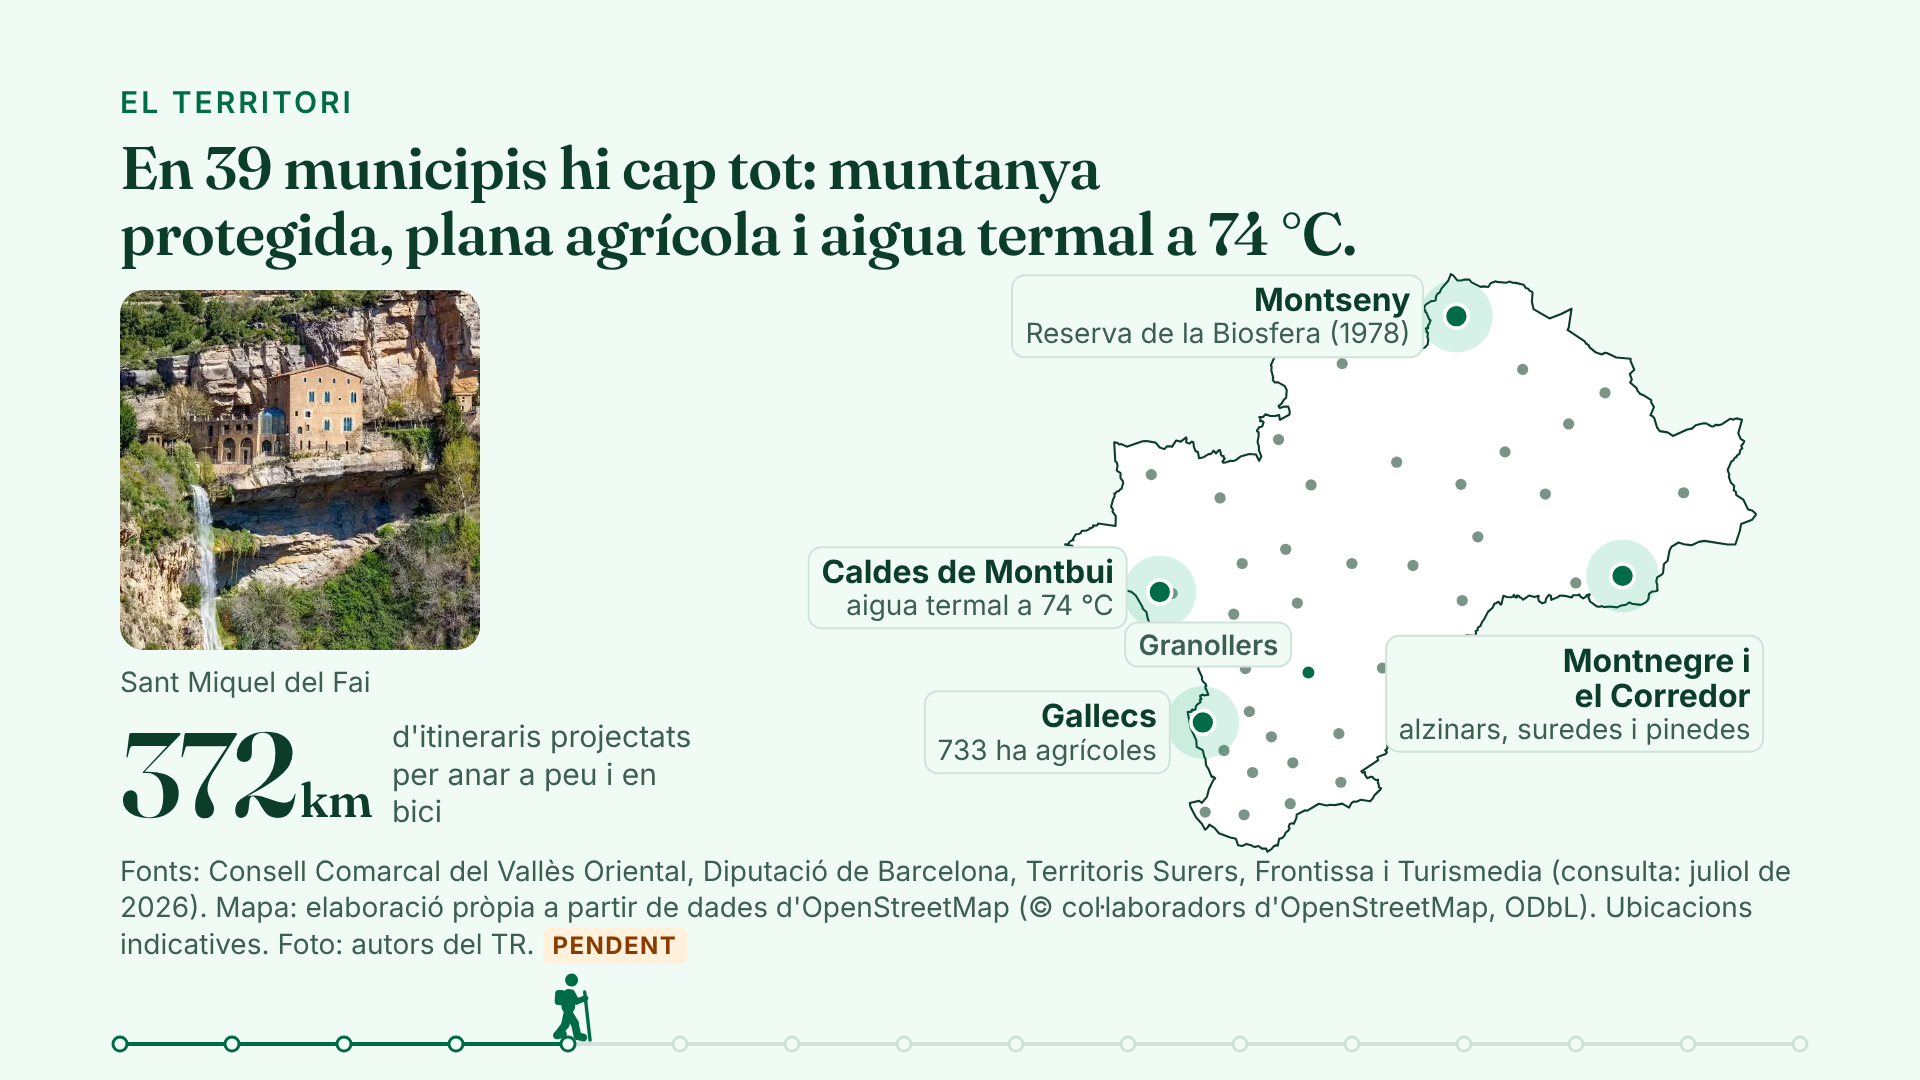 EL TERRITORI
En 39 municipis hi cap tot: muntanya
protegida, plana agrícola i aigua termal a 74 °C.
Montseny
Reserva de la Biosfera (1978)
Caldes de Montbui
aigua termal a 74 °C
Granollers
Montnegre i
el Corredor
alzinars, suredes i pinedes
Gallecs
733 ha agrícoles
Sant Miquel del Fai
372 km
d'itineraris projectats
per anar a peu i en
bici
Fonts: Consell Comarcal del Vallès Oriental, Diputació de Barcelona, Territoris Surers, Frontissa i Turismedia (consulta: juliol de
2026). Mapa: elaboració pròpia a partir de dades d'OpenStreetMap (© col·laboradors d'OpenStreetMap, ODbL). Ubicacions
indicatives. Foto: autors del TR. PENDENT